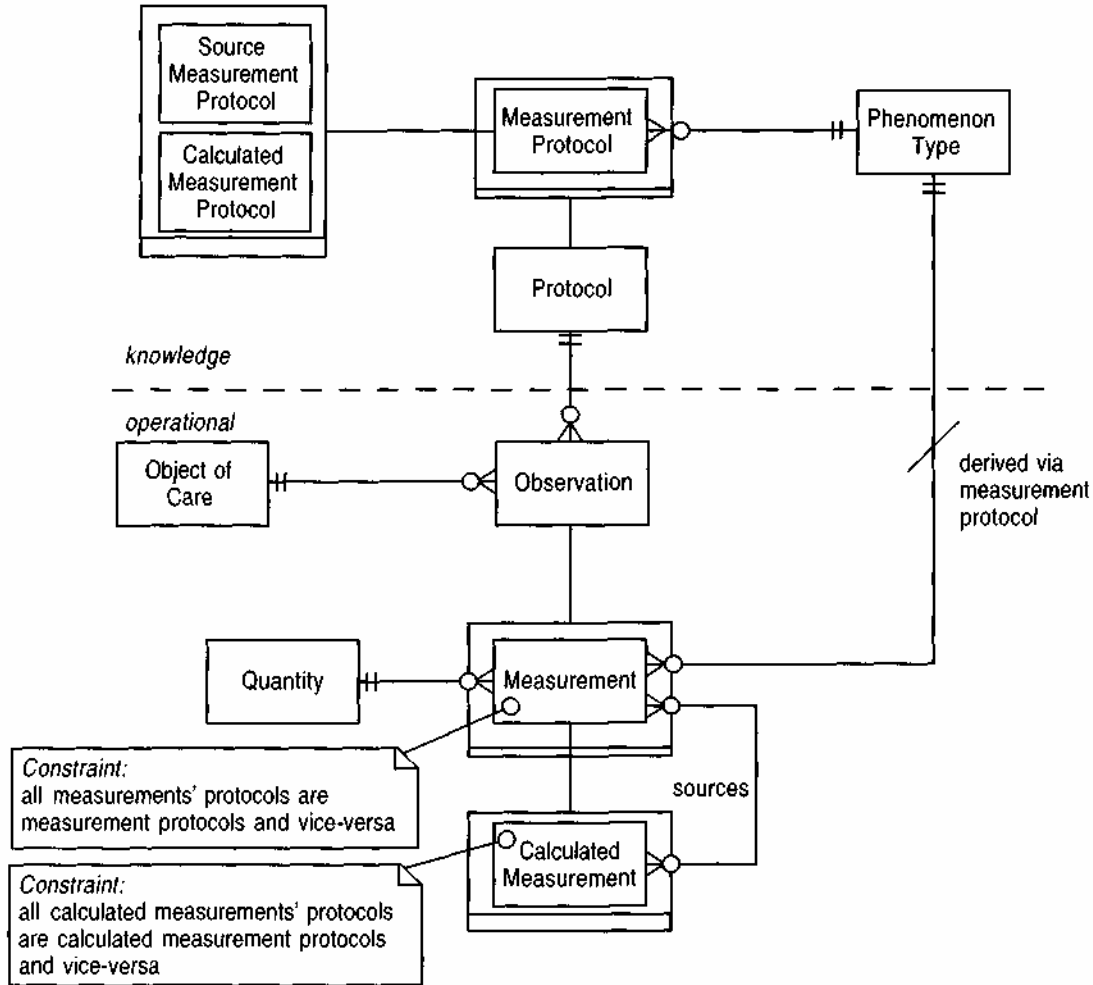 Source
Measurement
Protocol
Calculated
Measurement
Protocol
Measurement
Protocol
Phenomenon
Type
Protocol
knowledge
operational
Object of
Care
Observation
derived via
measurement
protocol
Quantity
Measurement
Constraint:
all measurements' protocols are
measurement protocols and vice-versa
sources
Calculated
Measurement
Constraint:
all calculated measurements' protocols
are calculated measurement protocols
and vice-versa